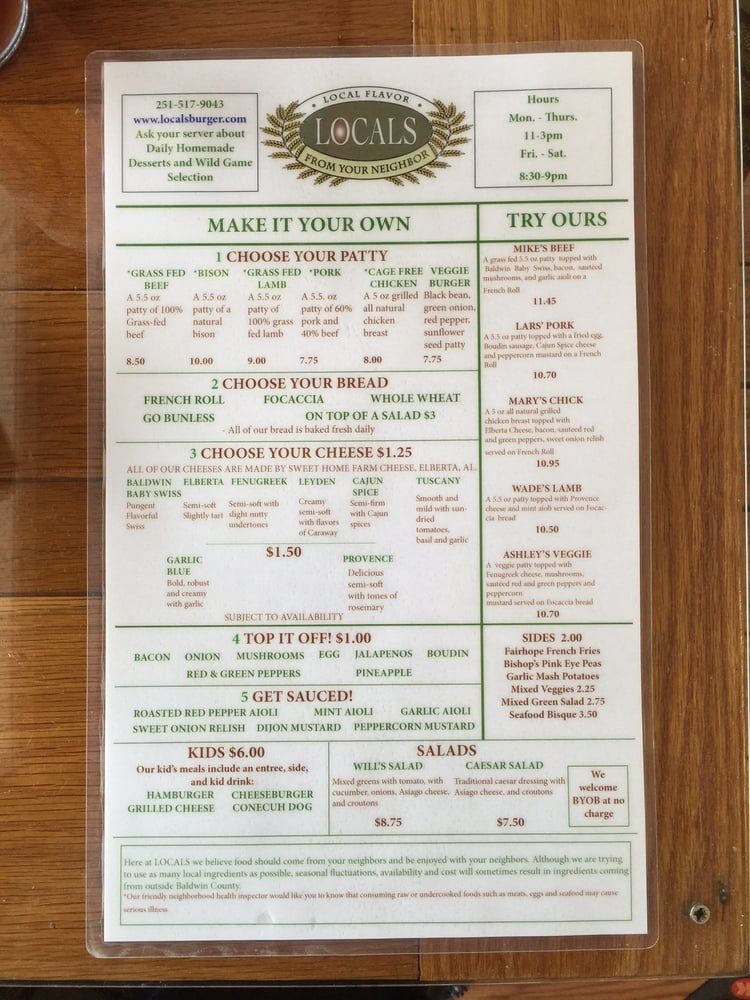 251-517-9043
www.localsburger.com
Ask your server about
Daily Homemade
Desserts and Wild Game
Selection
LOCAL FLAVOR
LOCALS
FROM YOUR NEIGHBOR
Hours
Mon. - Thurs.
11-3pm
Fri. - Sat.
8:30-9pm
MAKE IT YOUR OWN
1 CHOOSE YOUR PATTY
*GRASS FED
BEEF
A 5.5 oz
patty of 100%
Grass-fed
beef
8.50
*BISON
A 5.5 oz
patty of a
natural
bison
10.00
*GRASS FED
LAMB
A 5.5 oz
patty of
100% grass
fed lamb
9.00
*PORK
A 5.5. oz
patty of 60%
pork and
40% beef
7.75
*CAGE FREE
CHICKEN
A 5 oz grilled
all natural
chicken
breast
8.00
VEGGIE
BURGER
Black bean,
green onion,
red pepper,
sunflower
seed patty
7.75
2 CHOOSE YOUR BREAD
FRENCH ROLL FOCACCIA WHOLE WHEAT
GO BUNLESS ON TOP OF A SALAD $3
- All of our bread is baked fresh daily
3 CHOOSE YOUR CHEESE $1.25
ALL OF OUR CHEESES ARE MADE BY SWEET HOME FARM CHEESE, ELBERTA, AL.
BALDWIN
BABY SWISS
Pungent
Flavorful
Swiss
ELBERTA
Semi-soft
Slightly tart
FENUGREEK
Semi-soft with
slight nutty
undertones
LEYDEN
Creamy
semi-soft
with flavors
of Caraway
CAJUN
SPICE
Semi-firm
with Cajun
spices
TUSCANY
Smooth and
mild with sun-
dried
tomatoes,
basil and garlic
$1.50
GARLIC
BLUE
Bold, robust
and creamy
with garlic
PROVENCE
Delicious
semi-soft
with tones of
rosemary
SUBJECT TO AVAILABILITY
4 TOP IT OFF! $1.00
BACON ONION MUSHROOMS EGG JALAPENOS BOUDIN
RED & GREEN PEPPERS PINEAPPLE
5 GET SAUCED!
ROASTED RED PEPPER AIOLI MINT AIOLI GARLIC AIOLI
SWEET ONION RELISH DIJON MUSTARD PEPPERCORN MUSTARD
TRY OURS
MIKE'S BEEF
A grass fed 5.5 oz patty topped with
Baldwin Baby Swiss, bacon, sauteed
mushrooms, and garlic aioli on a
French Roll
11.45
LARS' PORK
A 5.5 oz patty topped with a fried egg,
Boudin sausage, Cajun Spice cheese
and peppercorn mustard on a French
Roll
10.70
MARY'S CHICK
A 5 oz all natural grilled
chicken breast topped with
Elberta Cheese, bacon, sauteed red
and green peppers, sweet onion relish
served on French Roll
10.95
WADE'S LAMB
A 5.5 oz patty topped with Provence
cheese and mint aioli served on Focac-
cia bread
10.50
ASHLEY'S VEGGIE
A veggie patty topped with
Fenugreek cheese, mushrooms,
sautéed red and green peppers and
peppercorn
mustard served on Focaccia bread
10.70
SIDES 2.00
Fairhope French Fries
Bishop's Pink Eye Peas
Garlic Mash Potatoes
Mixed Veggies 2.25
Mixed Green Salad 2.75
Seafood Bisque 3.50
KIDS $6.00
Our kid's meals include an entree, side,
and kid drink:
HAMBURGER CHEESEBURGER
GRILLED CHEESE CONECUH DOG
SALADS
WILL'S SALAD
Mixed greens with tomato, with
cucumber, onions, Asiago cheese,
and croutons
$8.75
CAESAR SALAD
Traditional caesar dressing with
Asiago cheese, and croutons
$7.50
We
welcome
BYOB at no
charge
Here at LOCALS we believe food should come from your neighbors and be enjoyed with your neighbors. Although we are trying
to use as many local ingredients as possible, seasonal fluctuations, availability and cost will sometimes result in ingredients coming
from outside Baldwin County.
*Our friendly neighborhood health inspector would like you to know that consuming raw or undercooked foods such as meats, eggs and seafood may cause
serious illness